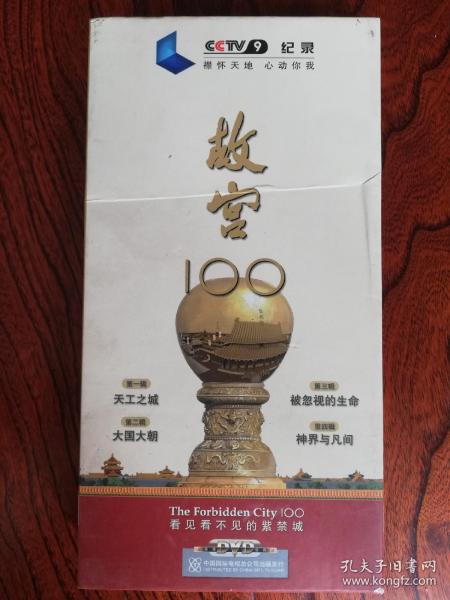 CCTV 9 纪录
襟怀天地 心动你我
故宫
100
第一辑
天工之城
第二辑
大国大朝
第三辑
被忽视的生命
第四辑
神界与凡间
The Forbidden City 100
看见看不见的紫禁城
DVD
中国国际电视总公司出版发行
孔夫子旧书网
kongfz.com